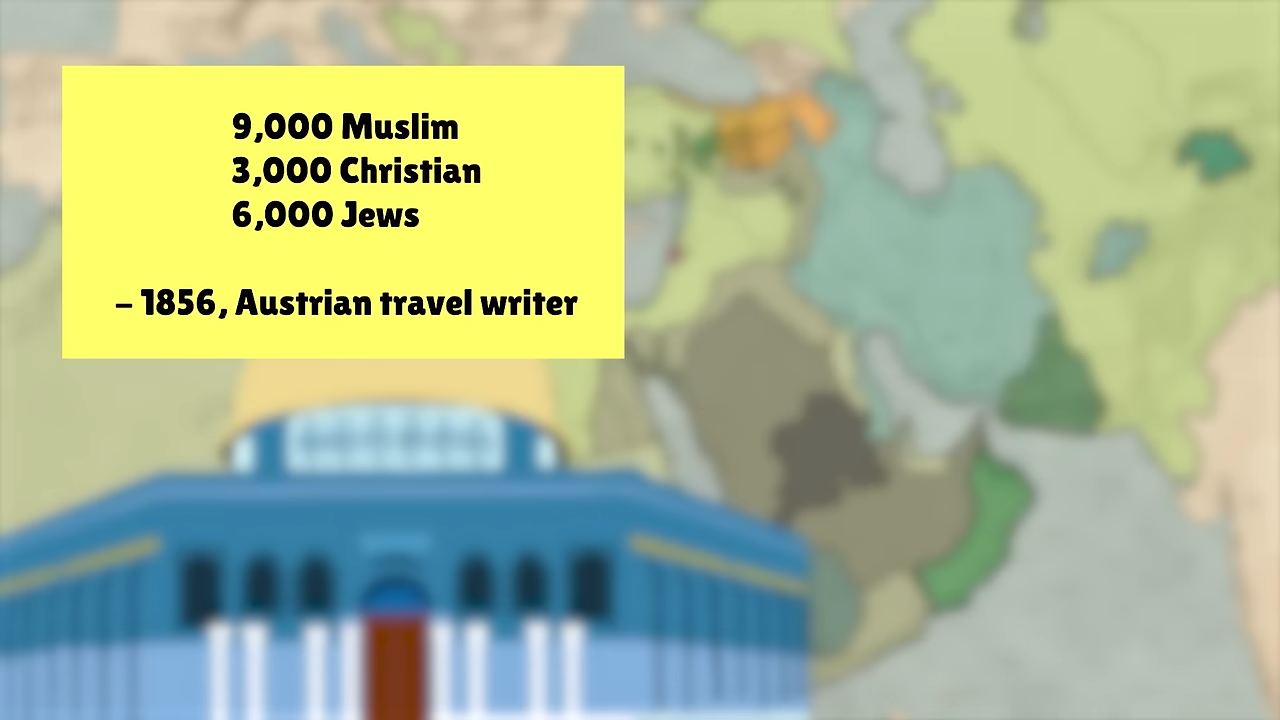 9,000 Muslim
3,000 Christian
6,000 Jews
– 1856, Austrian travel writer